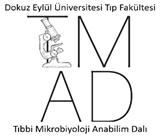 Dokuz Eylül Üniversitesi Tıp Fakültesi
TM
AD
Tıbbi Mikrobiyoloji Anabilim Dalı